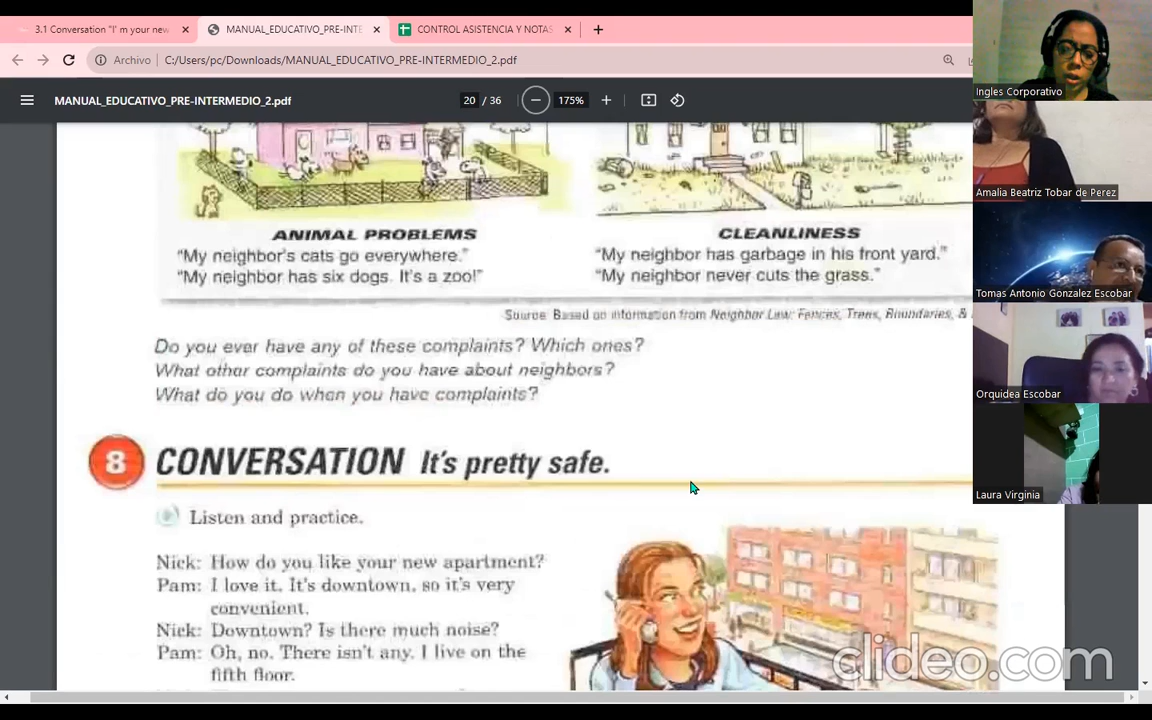 3.1 Conversation "I' m your new
MANUAL_EDUCATIVO_PRE-INTE
CONTROL ASISTENCIA Y NOTAS
Archivo
C:/Users/pc/Downloads/MANUAL_EDUCATIVO_PRE-INTERMEDIO_2.pdf
MANUAL_EDUCATIVO_PRE-INTERMEDIO_2.pdf
20 / 36
175%
Ingles Corporativo
Amalia Beatriz Tobar de Perez
Tomas Antonio Gonzalez Escobar
Orquidea Escobar
Laura Virginia
ANIMAL PROBLEMS
"My neighbor's cats go everywhere."
"My neighbor has six dogs. It's a zoo!"
CLEANLINESS
"My neighbor has garbage in his front yard."
"My neighbor never cuts the grass."
Source: Based on information from Neighbor Law: Fences, Trees, Boundaries, &
Do you ever have any of these complaints? Which ones?
What other complaints do you have about neighbors?
What do you do when you have complaints?
8 CONVERSATION It's pretty safe.
Listen and practice.
Nick: How do you like your new apartment?
Pam: I love it. It's downtown, so it's very
convenient.
Nick: Downtown? Is there much noise?
Pam: Oh, no. There isn't any. I live on the
fifth floor.
clideo.com